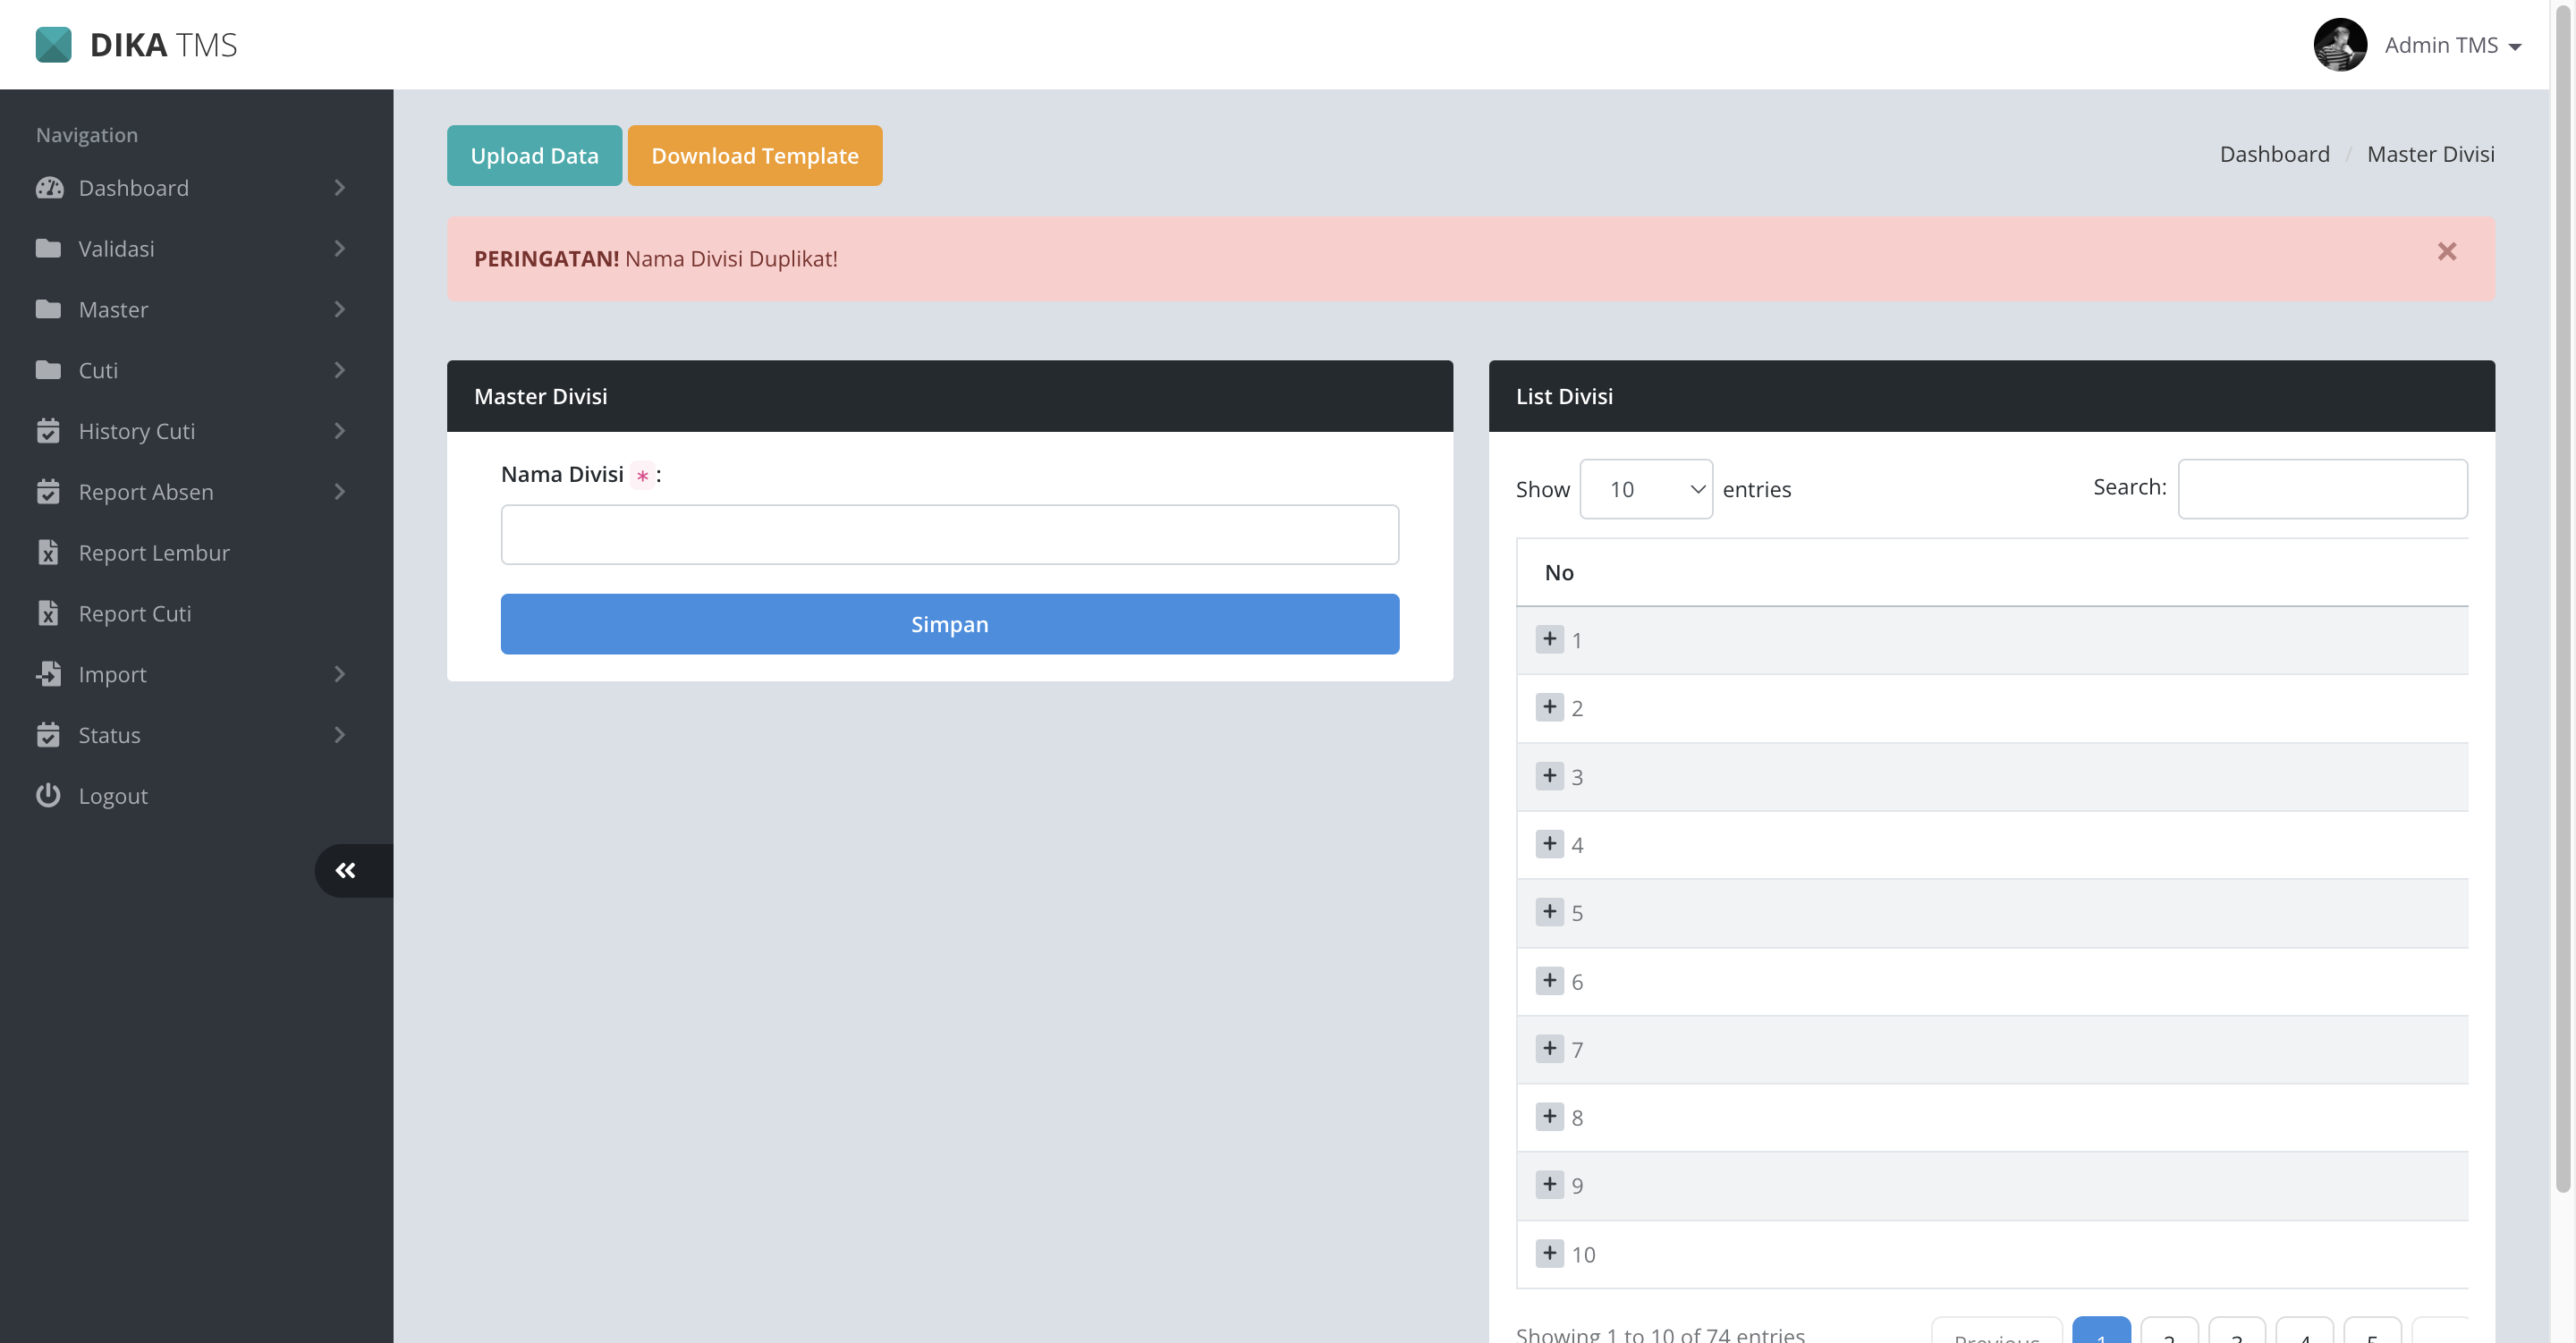 DIKA TMS
Admin TMS
Navigation
Dashboard
Validasi
Master
Cuti
History Cuti
Report Absen
Report Lembur
Report Cuti
Import
Status
Logout
Upload Data
Download Template
Dashboard / Master Divisi
PERINGATAN! Nama Divisi Duplikat!
Master Divisi
Nama Divisi * :
Simpan
List Divisi
Show 10 entries
Search:
No
1
2
3
4
5
6
7
8
9
10
Showing 1 to 10 of 74 entries
Previous 1 2 3 4 5